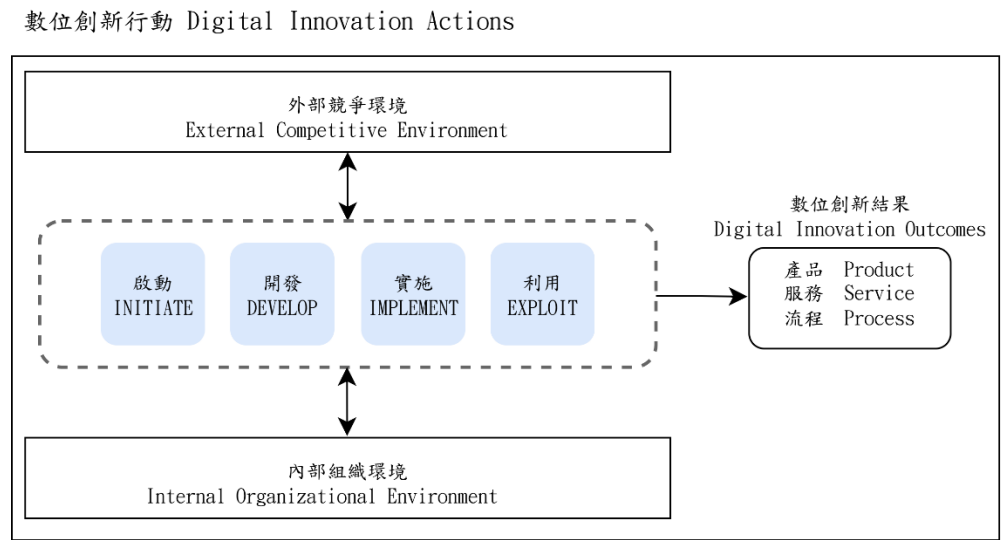 數位創新行動 Digital Innovation Actions
外部競爭環境
External Competitive Environment
數位創新結果
Digital Innovation Outcomes
啟動
INITIATE
開發
DEVELOP
實施
IMPLEMENT
利用
EXPLOIT
產品 Product
服務 Service
流程 Process
內部組織環境
Internal Organizational Environment